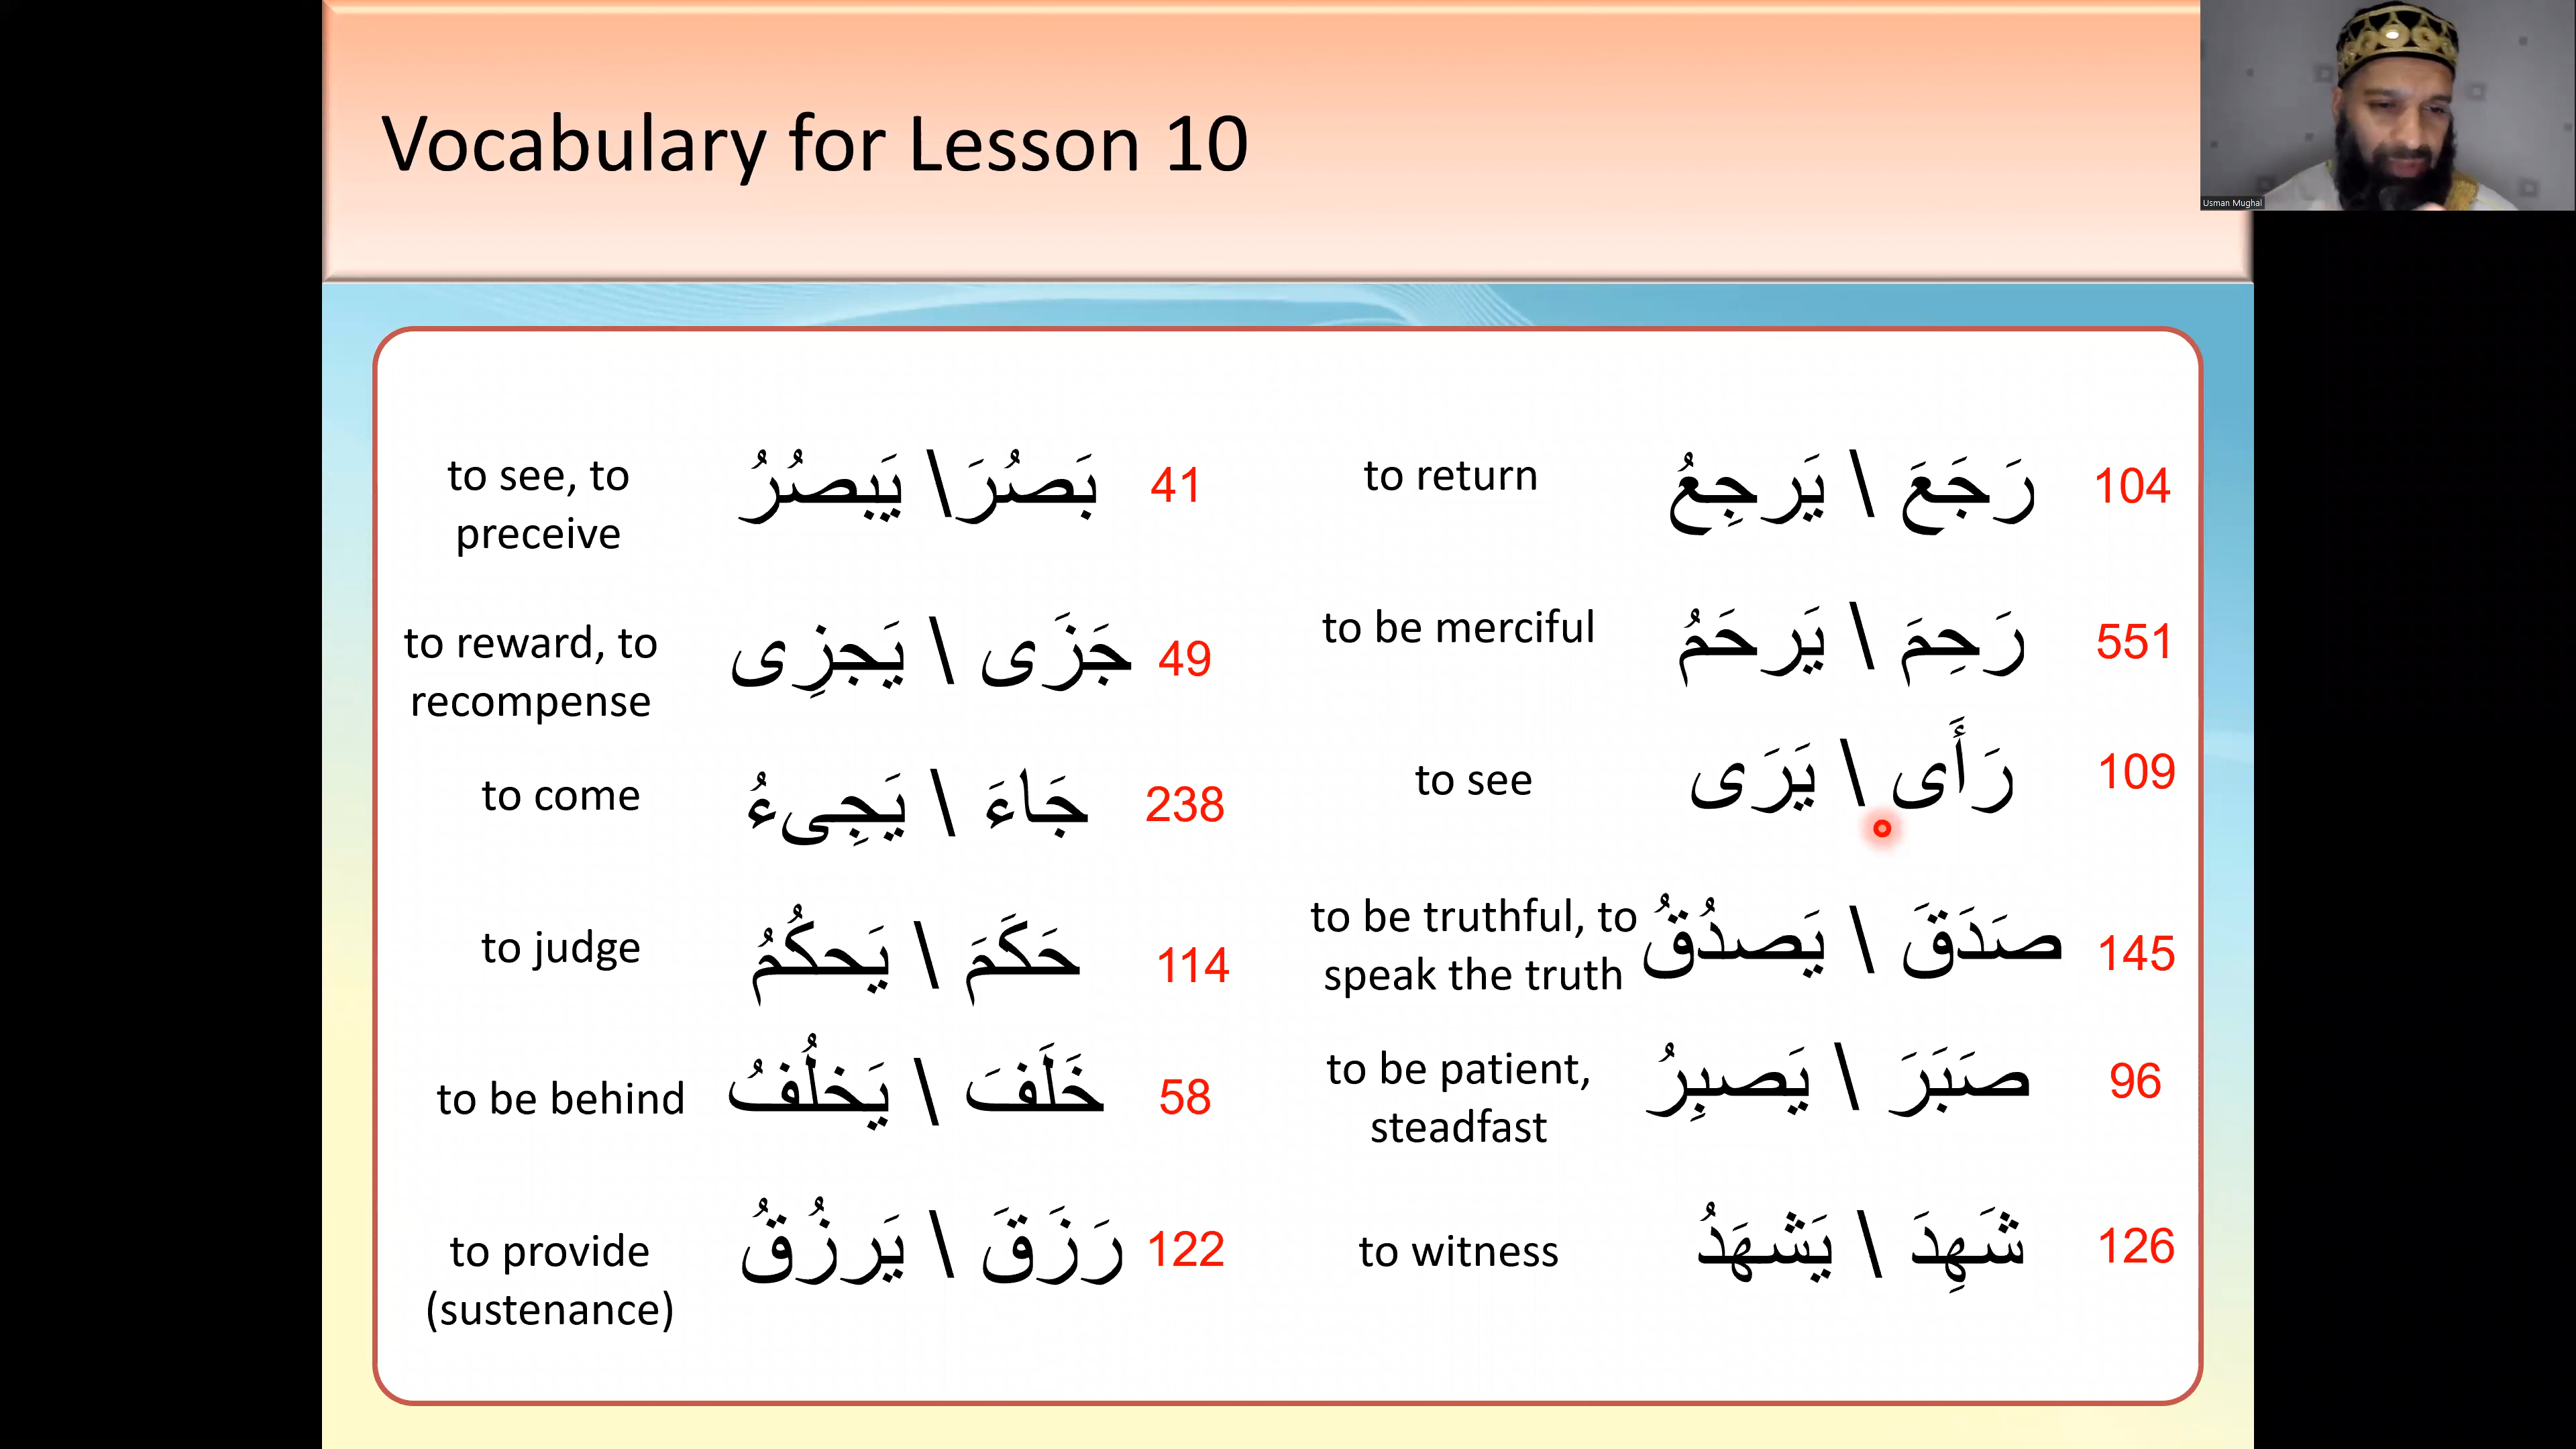 Vocabulary for Lesson 10
Usman Mughal
104 رَجَعَ \ يَرجِعُ to return
551 رَحِمَ \ يَرحَمُ to be merciful
109 رَأَى \ يَرَى to see
145 صَدَقَ \ يَصدُقُ to be truthful, to
speak the truth
96 صَبَرَ \ يَصبِرُ to be patient,
steadfast
126 شَهِدَ \ يَشهَدُ to witness
41 بَصُرَ \ يَبصُرُ to see, to
preceive
49 جَزَى \ يَجزِى to reward, to
recompense
238 جَاءَ \ يَجِىءُ to come
114 حَكَمَ \ يَحكُمُ to judge
58 خَلَفَ \ يَخلُفُ to be behind
122 رَزَقَ \ يَرزُقُ to provide
(sustenance)